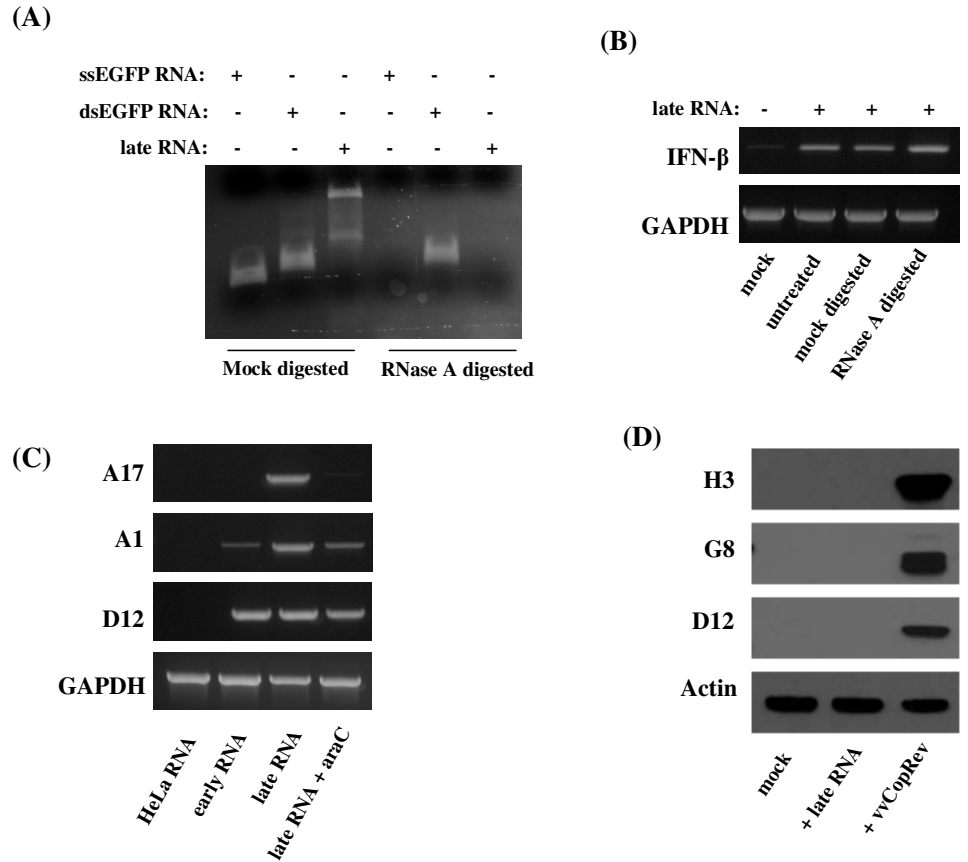 (A)
ssEGFP RNA: + - - + - -
dsEGFP RNA: - + - - + -
late RNA: - - + - - +
Mock digested
RNase A digested
(B)
late RNA: - + + +
IFN-β
GAPDH
mock
untreated
mock digested
RNase A digested
(C)
A17
A1
D12
GAPDH
HeLa RNA
early RNA
late RNA
late RNA + araC
(D)
H3
G8
D12
Actin
mock
+ late RNA
+ vvCopRev